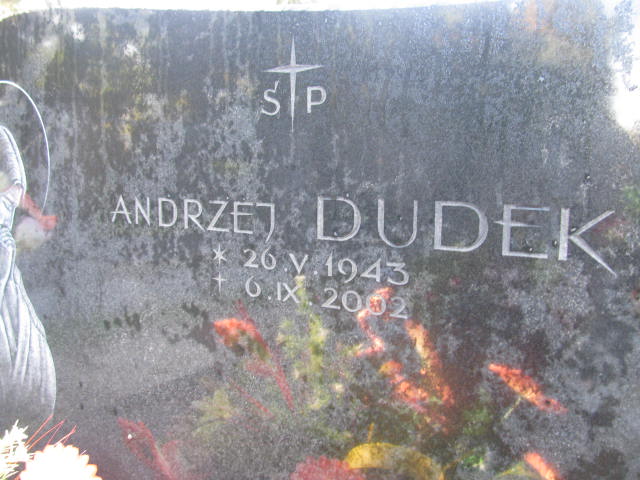 Ś P
ANDRZEJ DUDEK
* 26.V.1943
+ 6.IX.2002